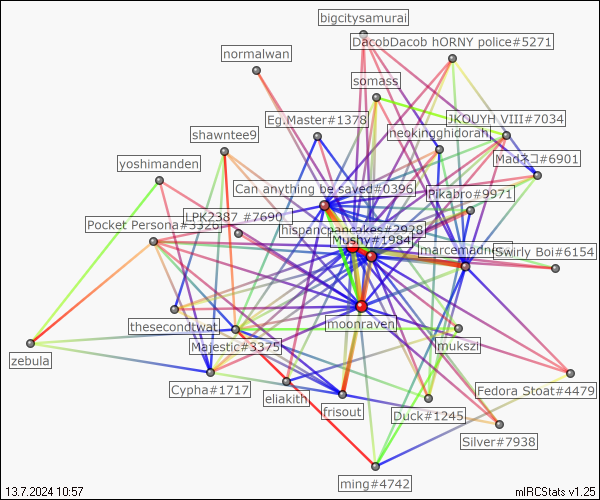 bigcitysamurai
DacobDacob hORNY police#5271
normalwan
somass
Eg.Master#1378
JKOUYH VIII#7034
neokingghidorah
shawntee9
Madネコ#6901
yoshimanden
Can anything be saved#0396
Pikabro#9971
LPK2387 #7690
Pocket Persona#3326
hispancpancakes#2928
Mushy#1984
marcemadne
Swirly Boi#6154
moonraven
thesecondtwat
Majestic#3375
mukszi
zebula
Cypha#1717
eliakith
Fedora Stoat#4479
frisout
Duck#1245
Silver#7938
ming#4742
13.7.2024 10:57
mIRCStats v1.25